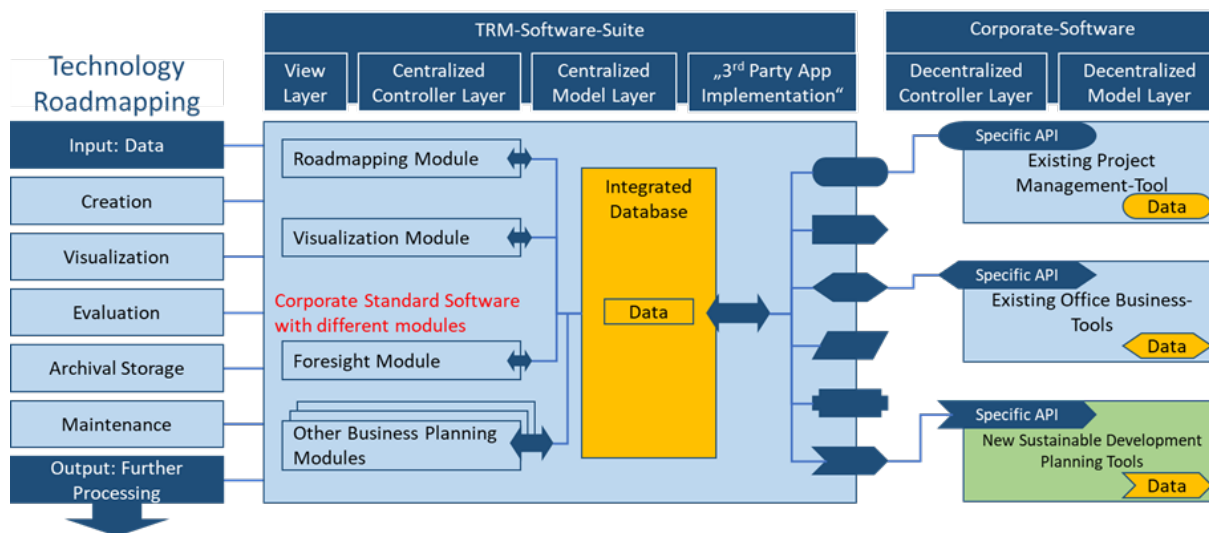 TRM-Software-Suite
Corporate-Software
Technology
Roadmapping
View
Layer
Centralized
Controller Layer
Centralized
Model Layer
„3rd Party App
Implementation“
Decentralized
Controller Layer
Decentralized
Model Layer
Input: Data
Creation
Visualization
Evaluation
Archival Storage
Maintenance
Output: Further
Processing
Roadmapping Module
Visualization Module
Corporate Standard Software
with different modules
Foresight Module
Other Business Planning
Modules
Integrated
Database
Data
Specific API
Existing Project
Management-Tool
Data
Specific API
Existing Office Business-
Tools
Data
Specific API
New Sustainable Development
Planning Tools
Data